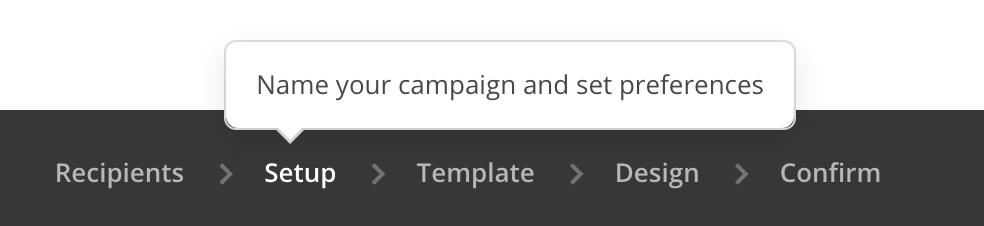 Name your campaign and set preferences
Recipients > Setup > Template > Design > Confirm